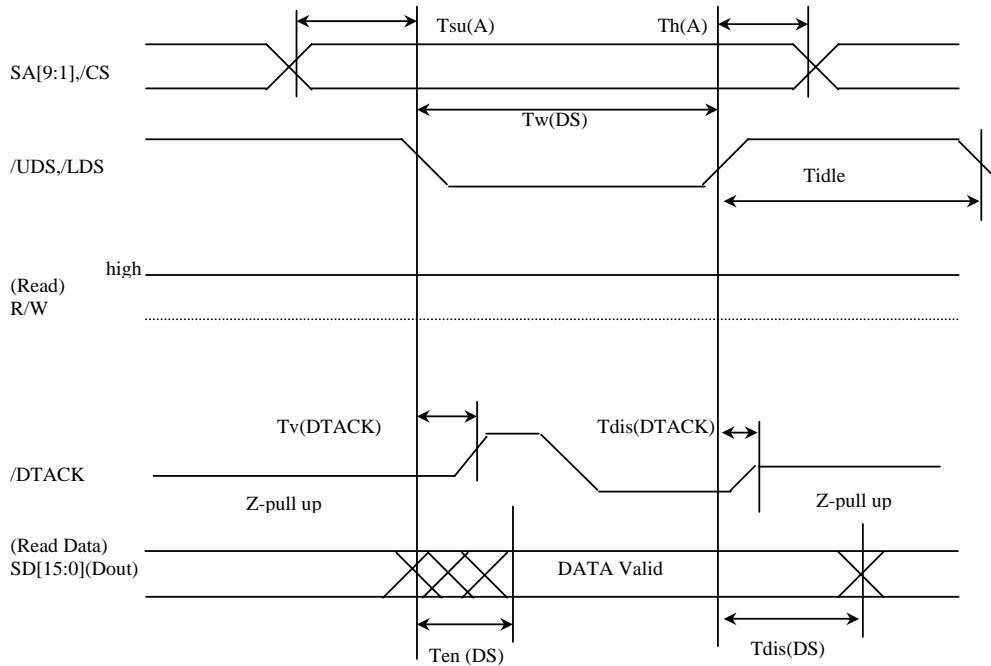 Tsu(A)
Th(A)
SA[9:1],/CS
Tw(DS)
/UDS,/LDS
Tidle
high
(Read)
R/W
Tv(DTACK)
Tdis(DTACK)
/DTACK
Z-pull up
Z-pull up
(Read Data)
SD[15:0](Dout)
DATA Valid
Ten (DS)
Tdis(DS)